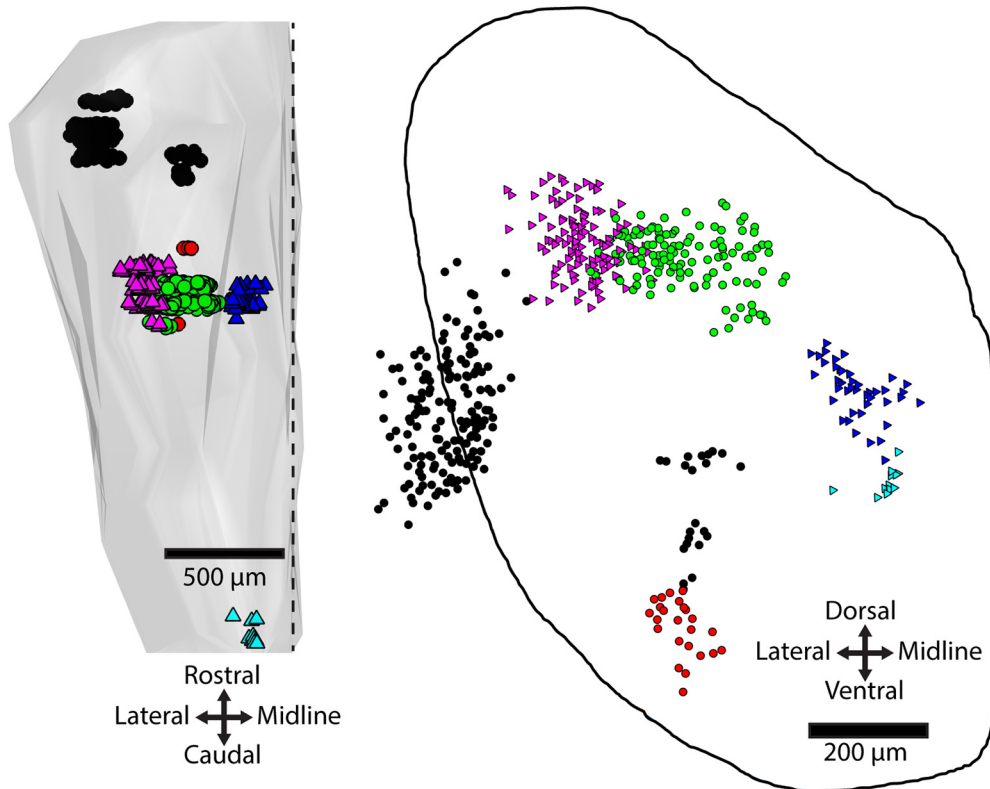 500 µm
Rostral
Lateral Midline
Caudal
Dorsal
Lateral Midline
Ventral
200 µm